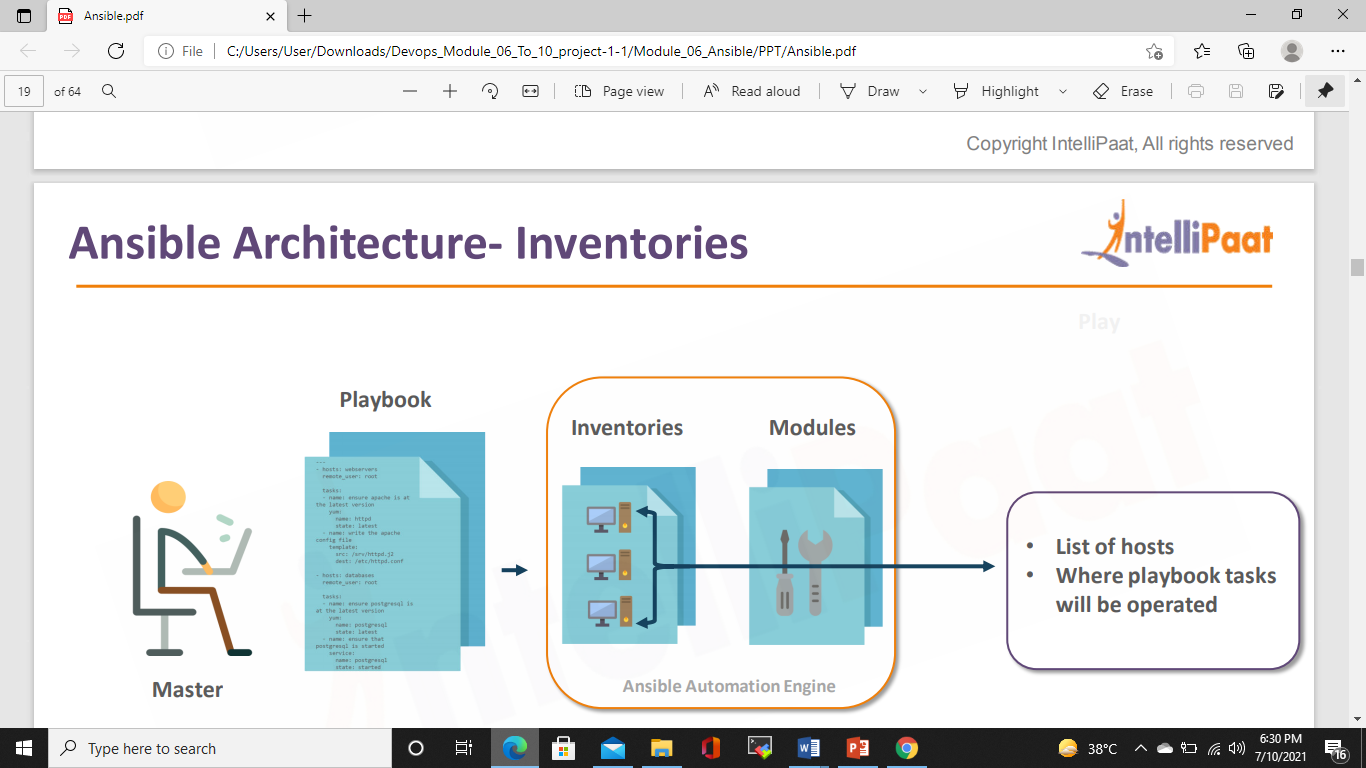 Ansible.pdf
File
C:/Users/User/Downloads/Devops_Module_06_To_10_project-1-1/Module_06_Ansible/PPT/Ansible.pdf
19 of 64
Page view
Read aloud
Draw
Highlight
Erase
Copyright IntelliPaat, All rights reserved
Ansible Architecture- Inventories
IntelliPaat
Play
Playbook
---
- hosts: webservers
remote_user: root
tasks:
- name: ensure apache is at
the latest version
yum:
name: httpd
state: latest
- name: write the apache
config file
template:
src: /srv/httpd.j2
dest: /etc/httpd.conf
- hosts: databases
remote_user: root
tasks:
- name: ensure postgresql is
at the latest version
yum:
name: postgresql
state: latest
- name: ensure that
postgresql is started
service:
name: postgresql
state: started
Master
Inventories
Modules
Ansible Automation Engine
• List of hosts
• Where playbook tasks
will be operated
Type here to search
38°C
6:30 PM
7/10/2021
16